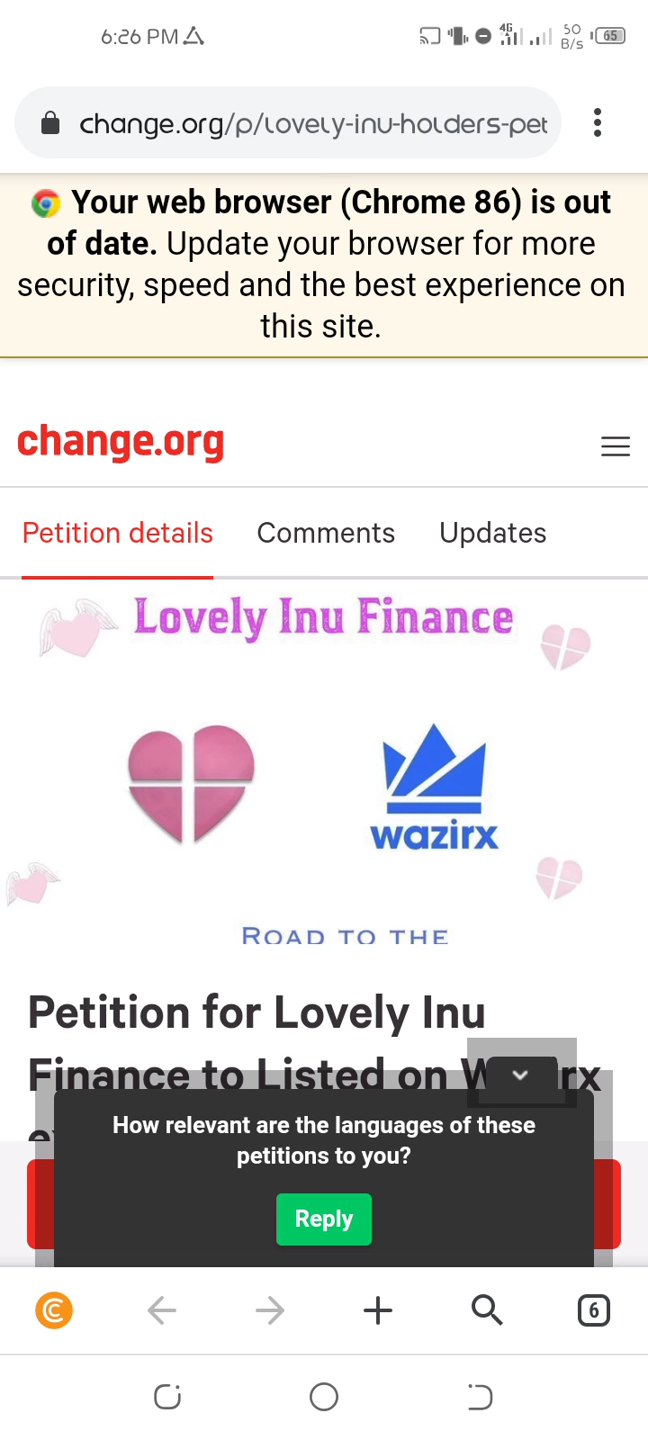 6:26 PM
4G
50
B/s
65
change.org/p/lovely-inu-holders-pet
Your web browser (Chrome 86) is out
of date. Update your browser for more
security, speed and the best experience on
this site.
change.org
Petition details Comments Updates
Lovely Inu Finance
wazirx
ROAD TO THE
Petition for Lovely Inu
Finance to Listed on
How relevant are the languages of these
petitions to you?
Reply
6